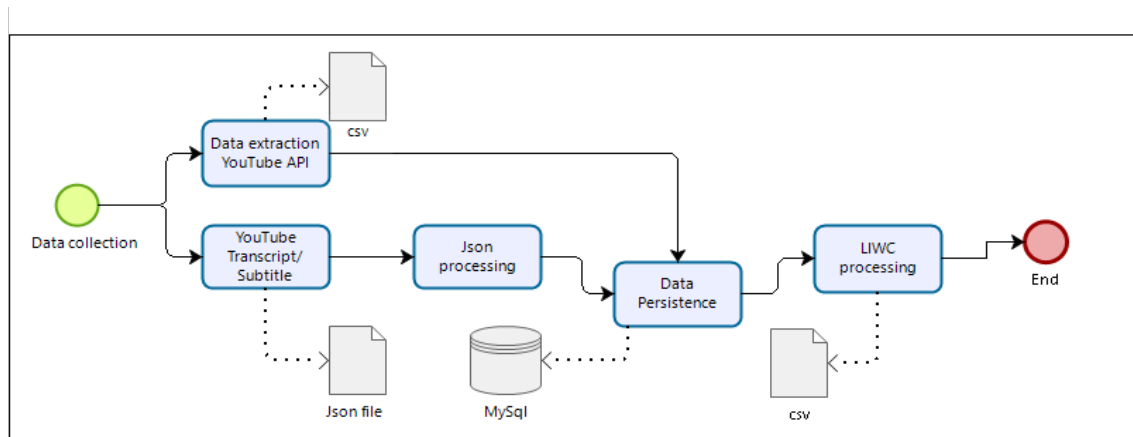 csv
Data extraction
YouTube API
Data collection
YouTube
Transcript/
Subtitle
Json
processing
Data
Persistence
LIWC
processing
End
Json file
MySql
csv